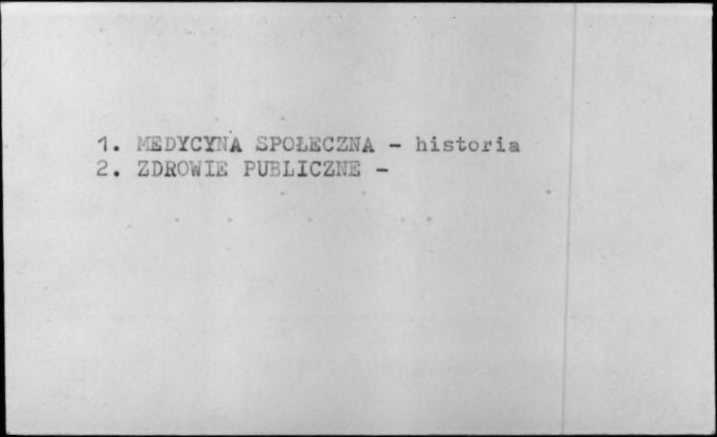 1. MEDYCYNA SPOŁECZNA - historia
2. ZDROWIE PUBLICZNE -